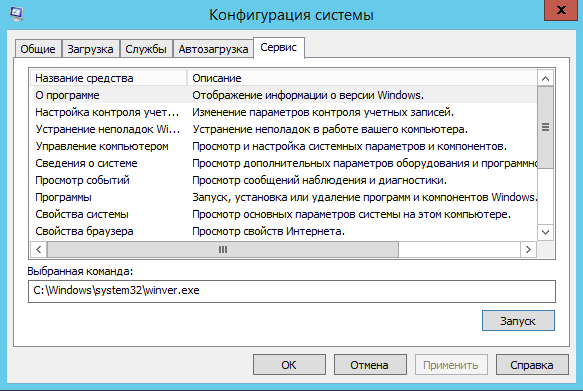 Конфигурация системы
x
Общие Загрузка Службы Автозагрузка Сервис
Название средства Описание
О программе Отображение информации о версии Windows.
Настройка контроля учет... Изменение параметров контроля учетных записей.
Устранение неполадок Wi... Устранение неполадок в работе вашего компьютера.
Управление компьютером Просмотр и настройка системных параметров и компонентов.
Сведения о системе Просмотр дополнительных параметров оборудования и программно
Просмотр событий Просмотр сообщений наблюдения и диагностики.
Программы Запуск, установка или удаление программ и компонентов Windows.
Свойства системы Просмотр основных параметров системы на этом компьютере.
Свойства браузера Просмотр свойств Интернета.
Выбранная команда:
C:\Windows\system32\winver.exe
Запуск
ОК Отмена Применить Справка